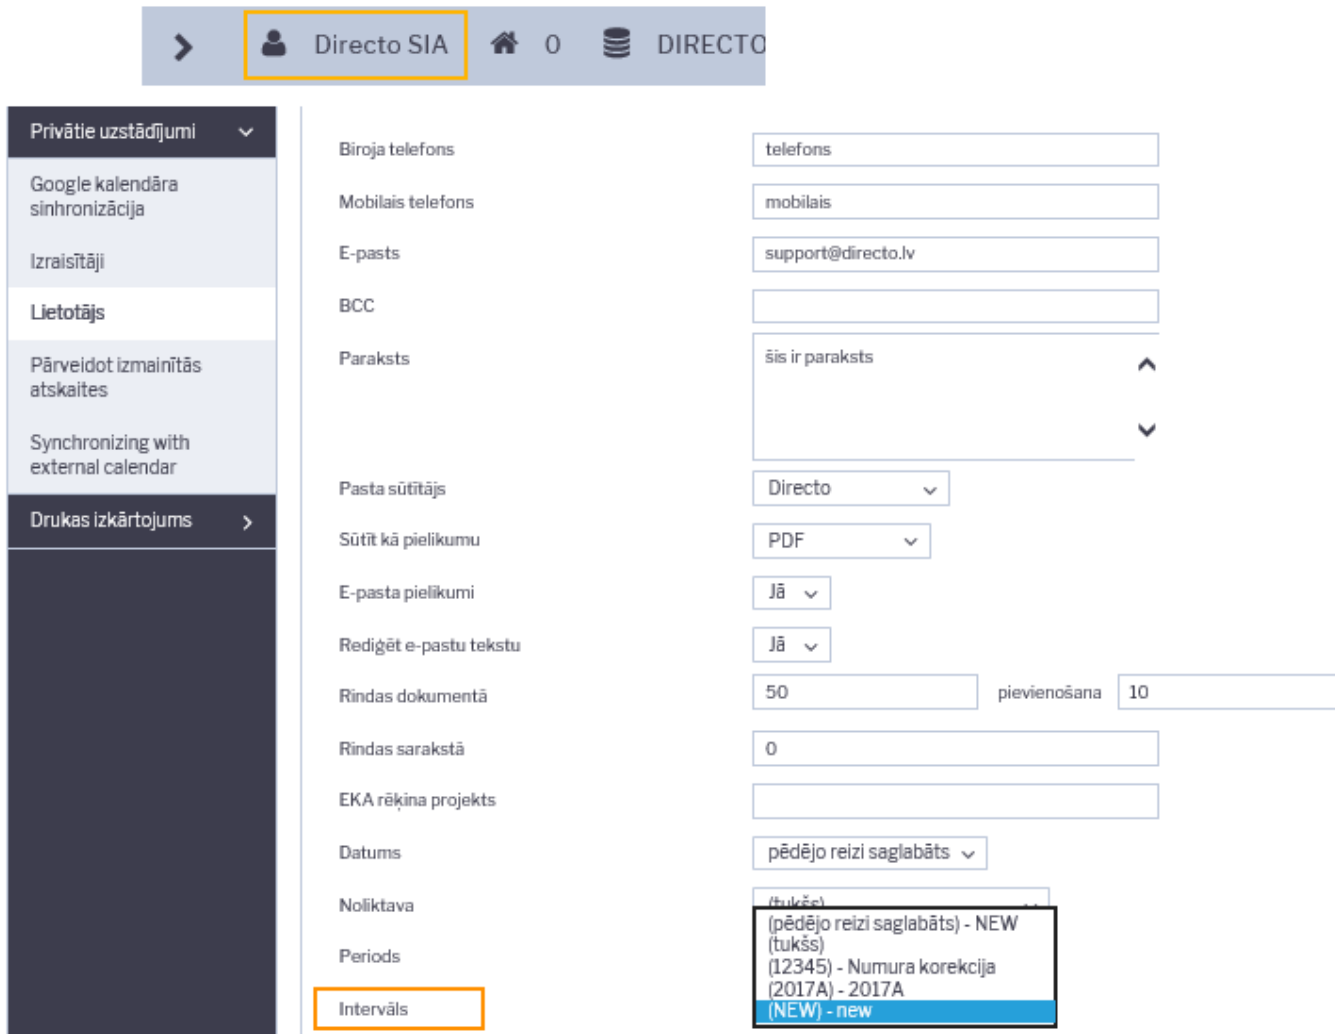 Directo SIA 0 DIRECTO
Privātie uzstādījumi
Google kalendāra
sinhronizācija
Izraisītāji
Lietotājs
Pārveidot izmainītās
atskaites
Synchronizing with
external calendar
Drukas izkārtojums
Biroja telefons telefons
Mobilais telefons mobilais
E-pasts support@directo.lv
BCC
Paraksts šis ir paraksts
Pasta sūtītājs Directo
Sūtīt kā pielikumu PDF
E-pasta pielikumi Jā
Rediģēt e-pastu tekstu Jā
Rindas dokumentā 50 pievienošana 10
Rindas sarakstā 0
EKA rēķina projekts
Datums pēdējo reizi saglabāts
Noliktava (tukšs)
Periods
Intervāls
(pēdējo reizi saglabāts) - NEW
(tukšs)
(12345) - Numura korekcija
(2017A) - 2017A
(NEW) - new